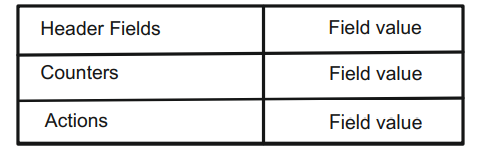 Header Fields Field value
Counters Field value
Actions Field value